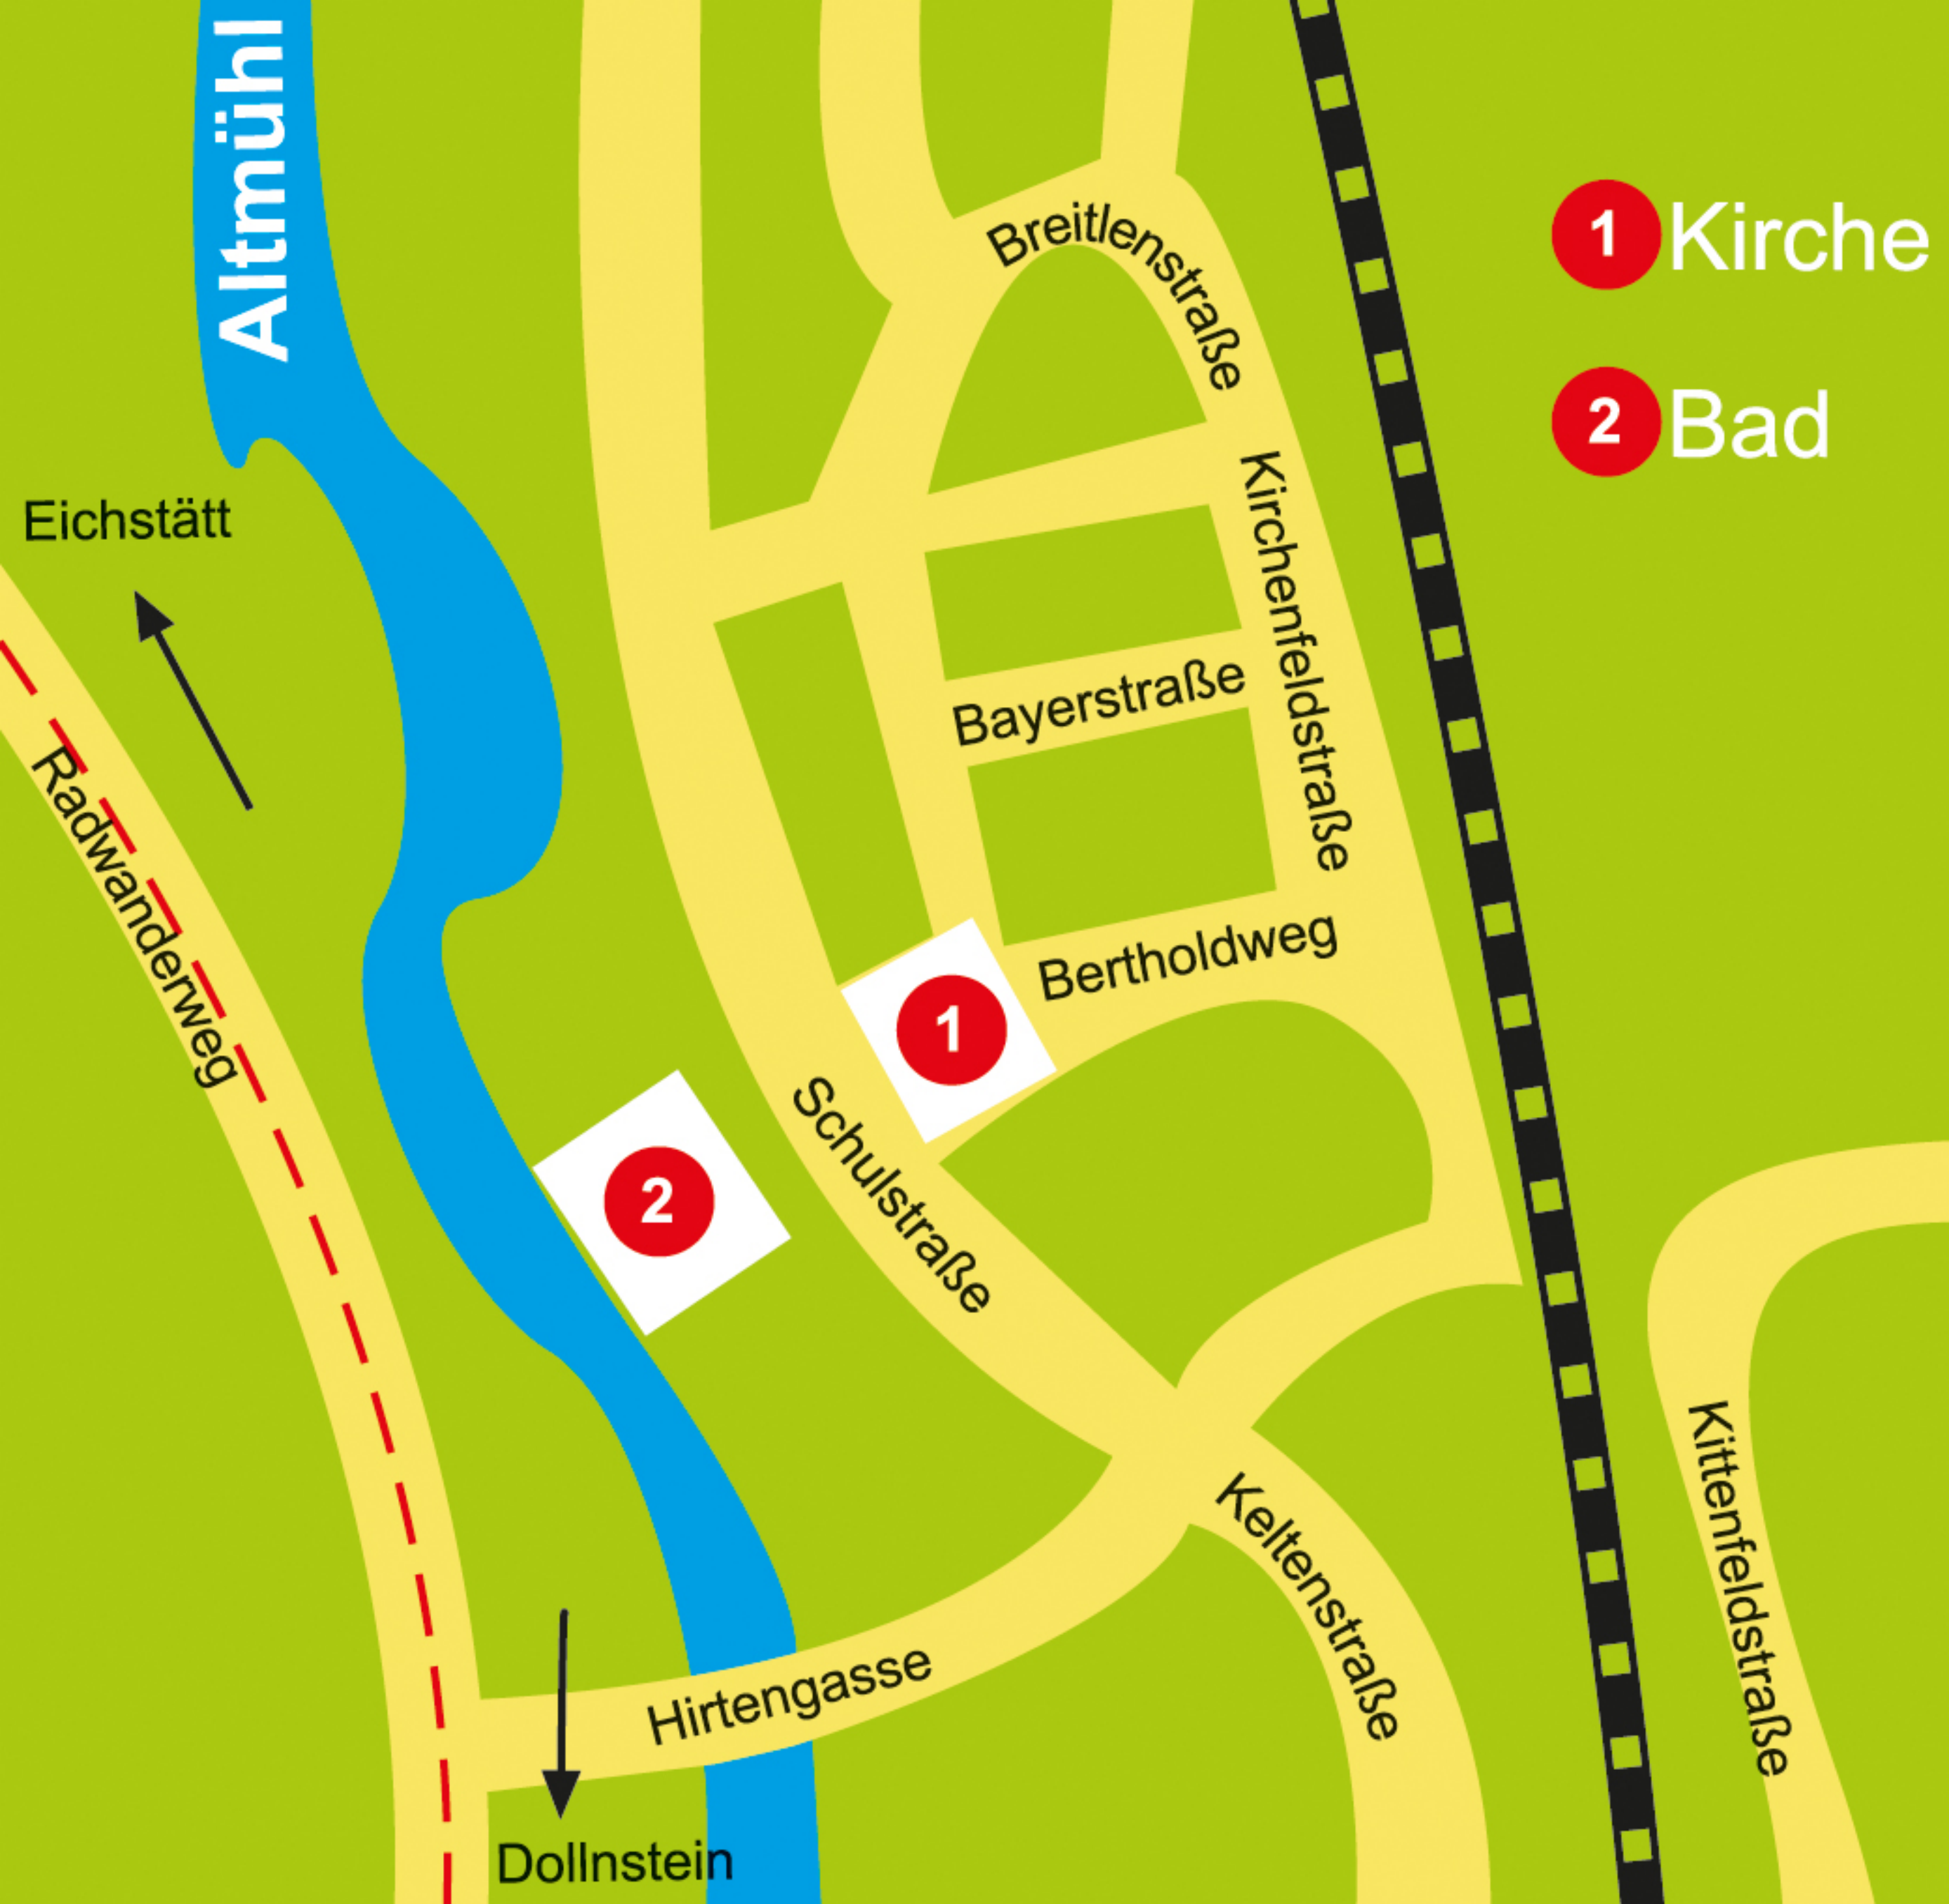 Altmühl
Breitlenstraße
1 Kirche
2 Bad
Eichstätt
Kirchenfeldstraße
Bayerstraße
Radwanderweg
Bertholdweg
1
Schulstraße
2
Kittenfeldstraße
Keltenstraße
Hirtengasse
Dollnstein